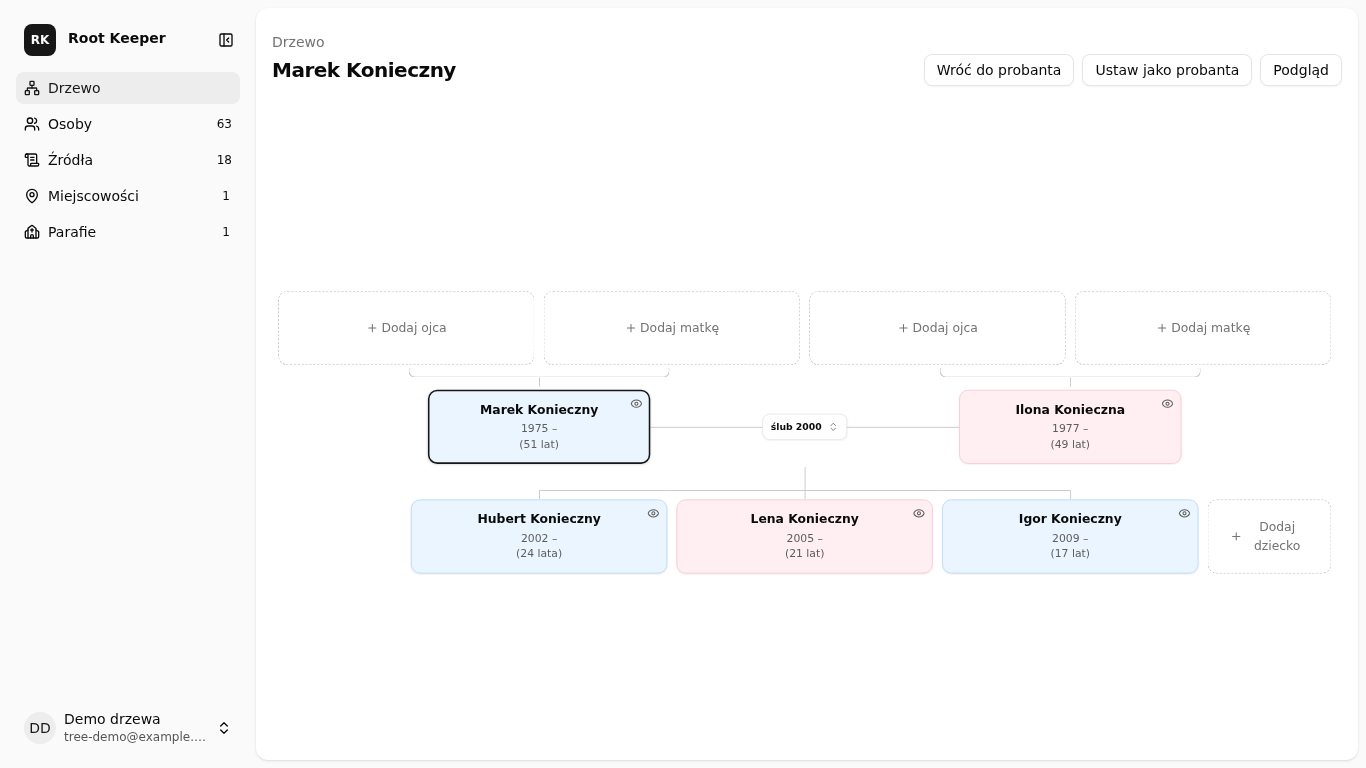 RK
Root Keeper
Drzewo
Osoby 63
Źródła 18
Miejscowości 1
Parafie 1
DD
Demo drzewa
tree-demo@example....
Drzewo
Marek Konieczny
Wróć do probanta
Ustaw jako probanta
Podgląd
+ Dodaj ojca
+ Dodaj matkę
+ Dodaj ojca
+ Dodaj matkę
Marek Konieczny
1975 –
(51 lat)
ślub 2000
Ilona Konieczna
1977 –
(49 lat)
Hubert Konieczny
2002 –
(24 lata)
Lena Konieczny
2005 –
(21 lat)
Igor Konieczny
2009 –
(17 lat)
+ Dodaj
dziecko